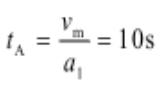 t_A = v_m / a_1 = 10s